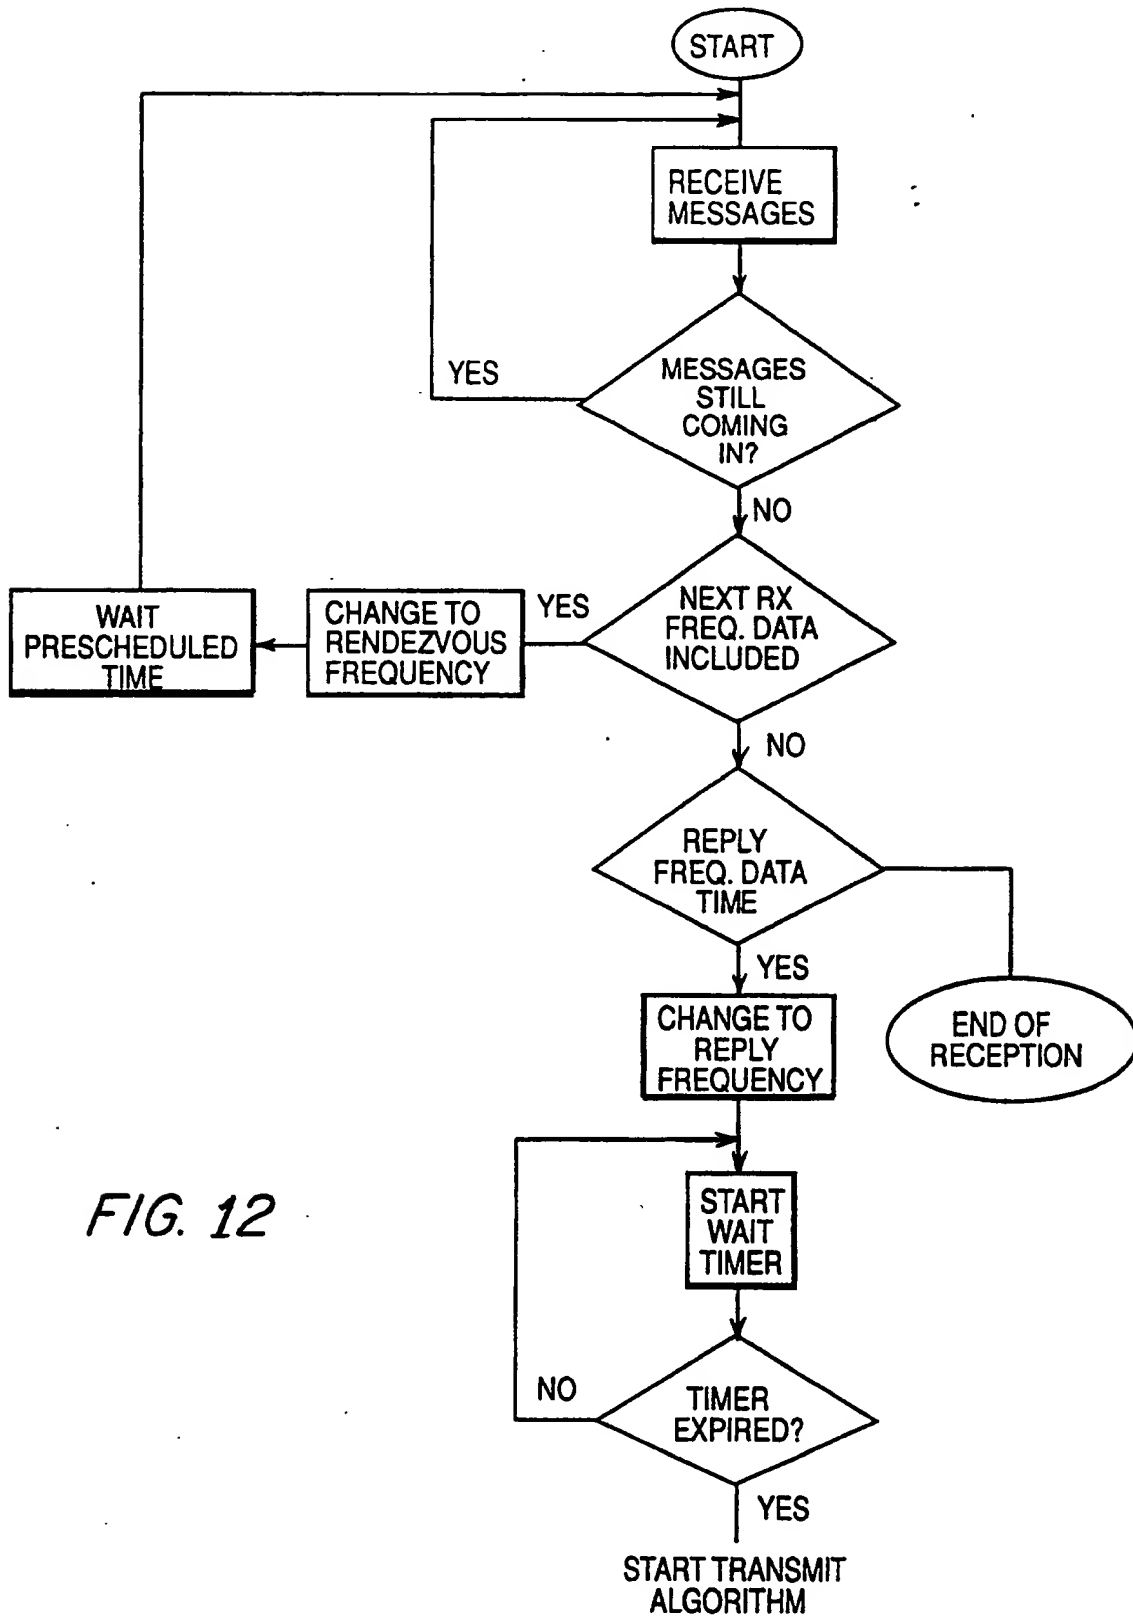 START
RECEIVE
MESSAGES
YES
MESSAGES
STILL
COMING
IN?
NO
WAIT
PRESCHEDULED
TIME
CHANGE TO
RENDEZVOUS
FREQUENCY
YES
NEXT RX
FREQ. DATA
INCLUDED
NO
REPLY
FREQ. DATA
TIME
YES
CHANGE TO
REPLY
FREQUENCY
END OF
RECEPTION
FIG. 12
START
WAIT
TIMER
NO
TIMER
EXPIRED?
YES
START TRANSMIT
ALGORITHM